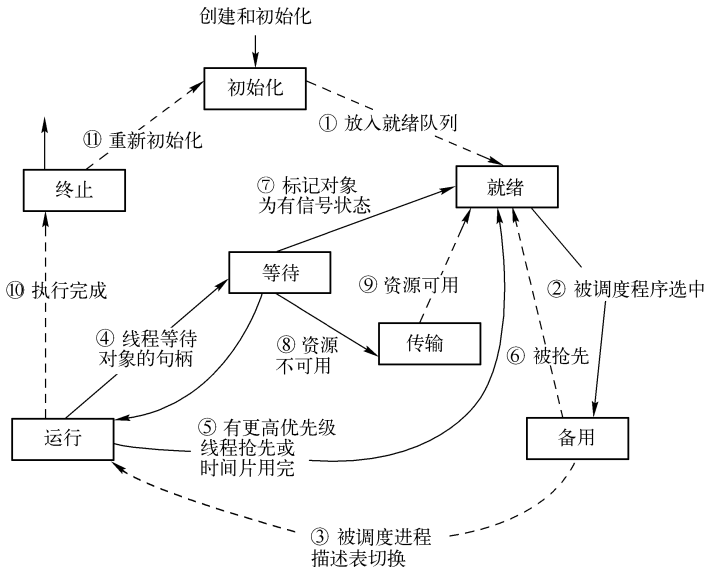 创建和初始化
初始化
① 放入就绪队列
⑪ 重新初始化
终止
⑦ 标记对象
为有信号状态
就绪
等待
⑩ 执行完成
⑨ 资源可用
② 被调度程序选中
④ 线程等待
对象的句柄
⑧ 资源
不可用
传输
⑥ 被抢先
⑤ 有更高优先级
线程抢先或
时间片用完
运行
备用
③ 被调度进程
描述表切换